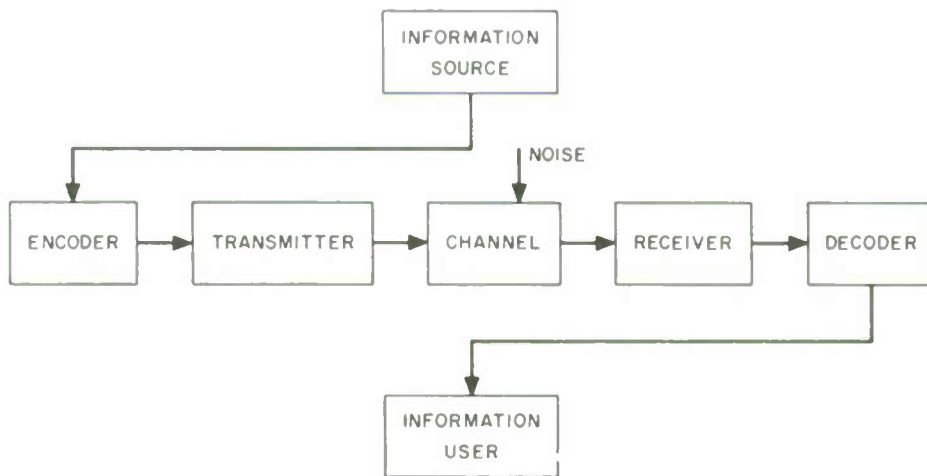 INFORMATION
SOURCE
NOISE
ENCODER
TRANSMITTER
CHANNEL
RECEIVER
DECODER
INFORMATION
USER